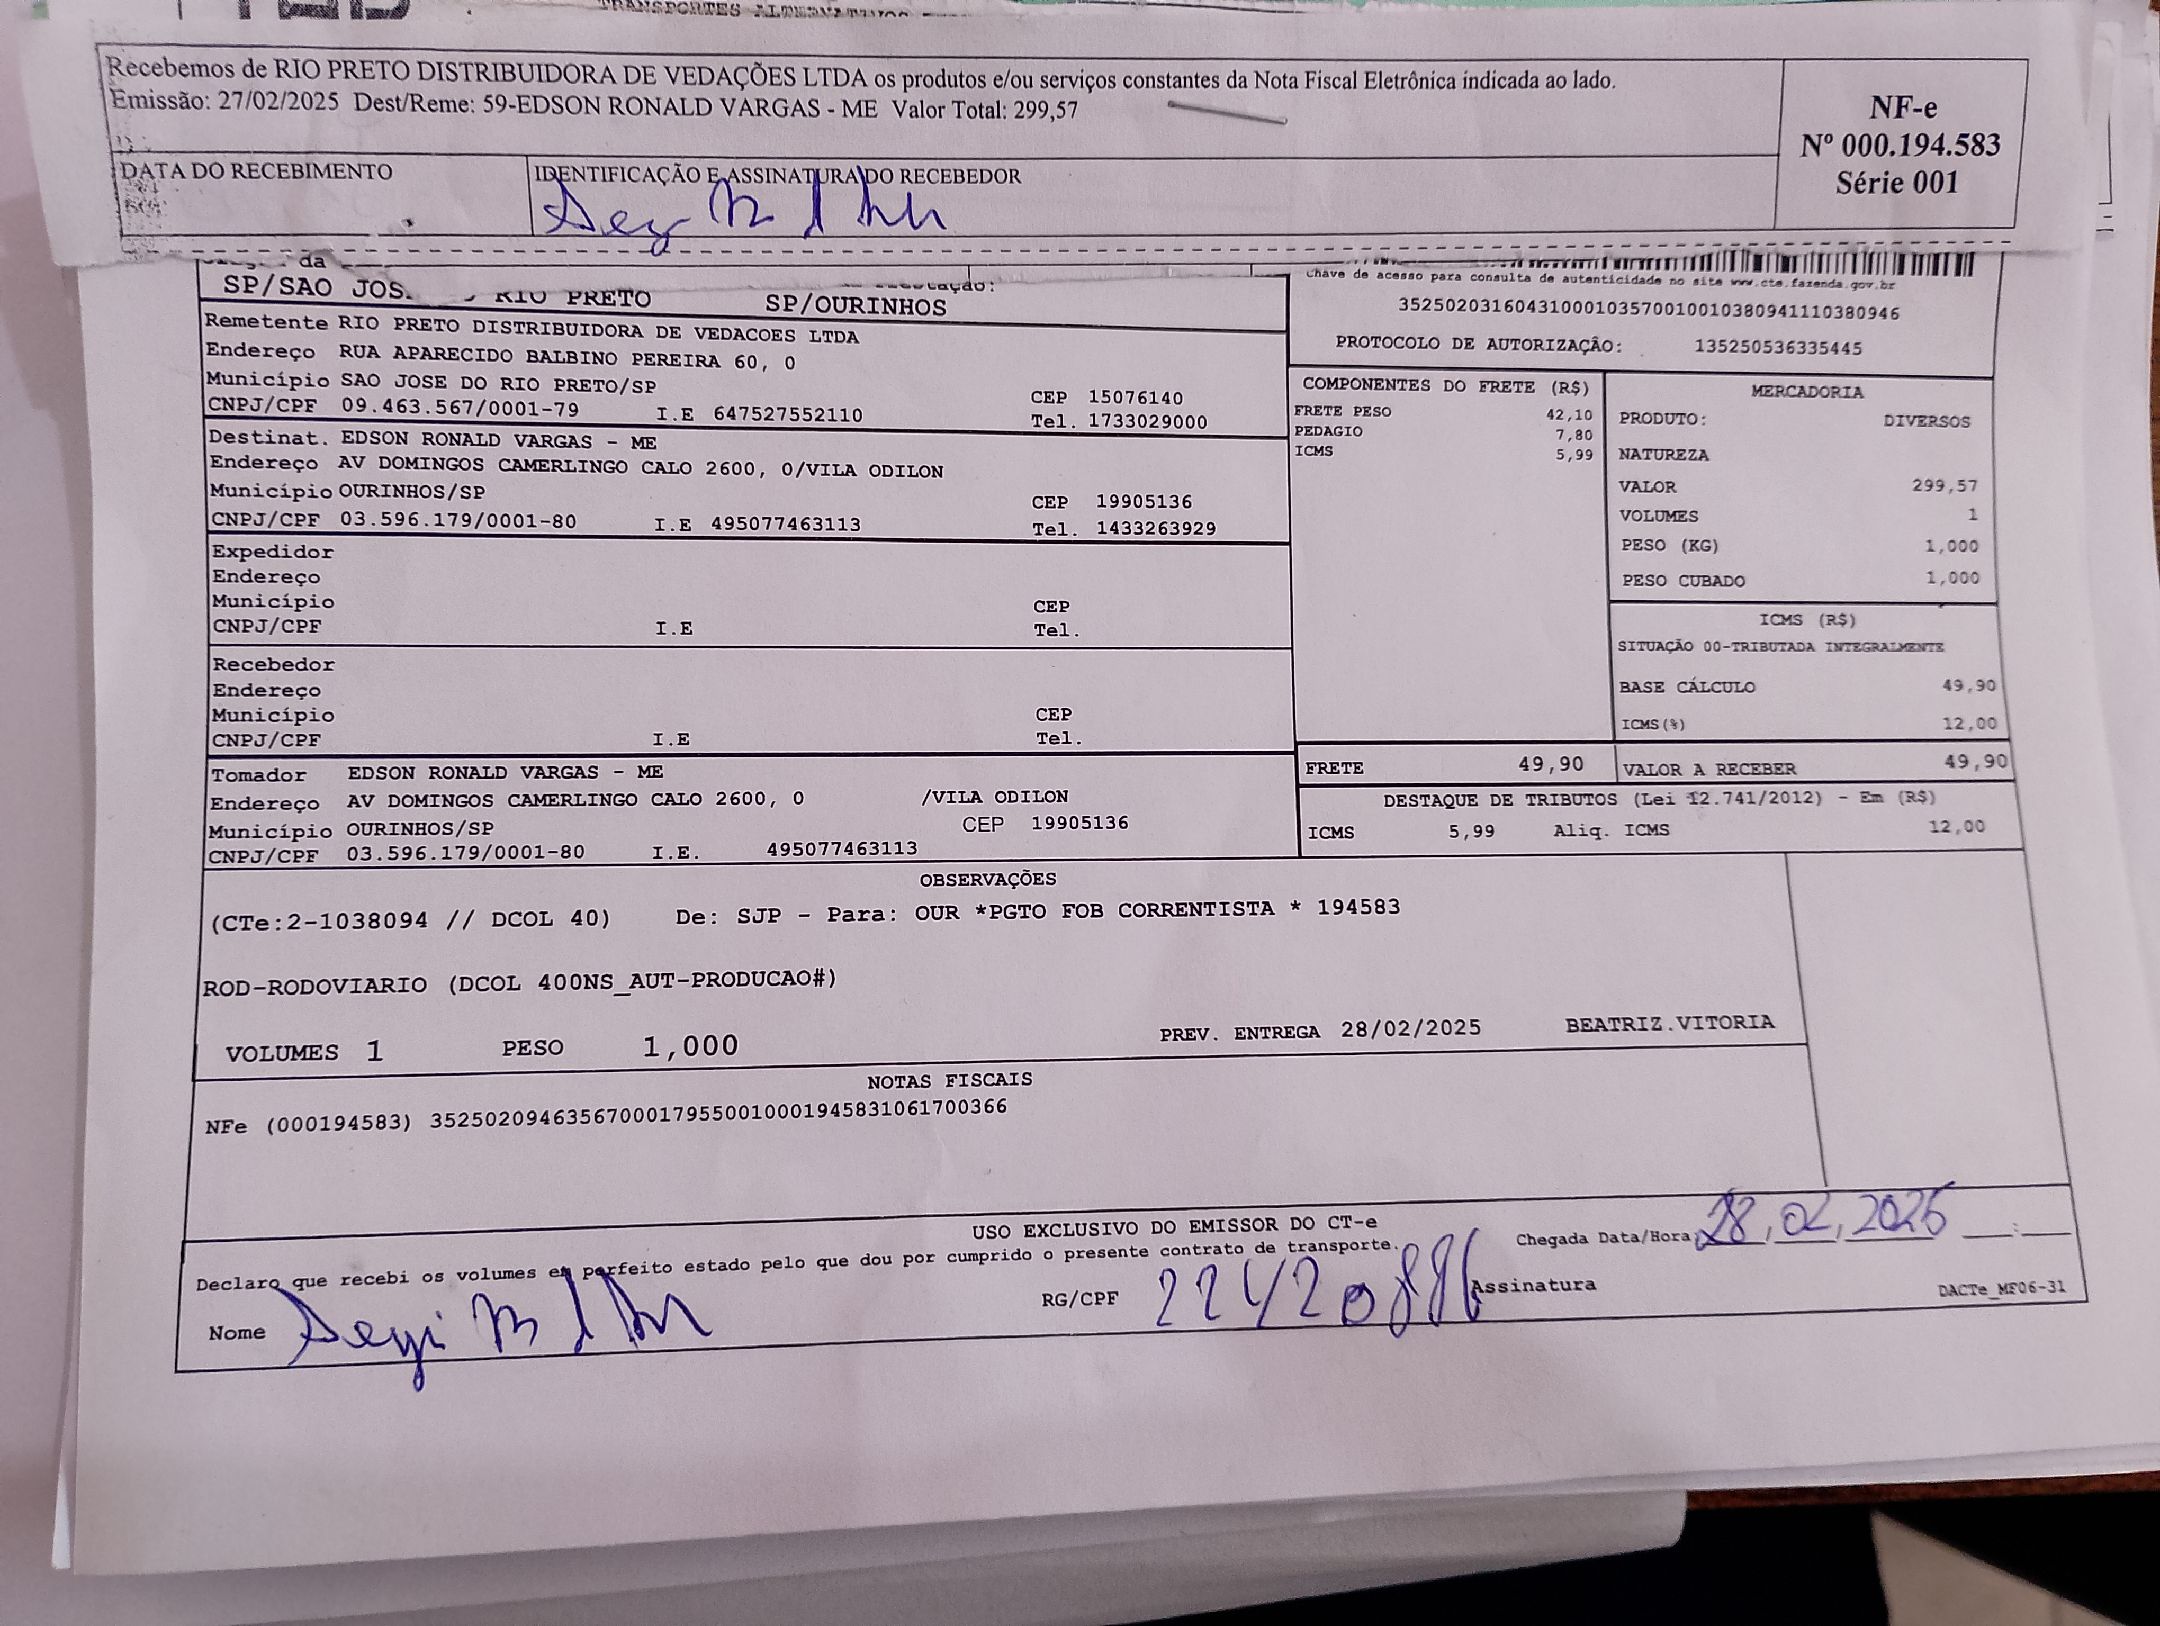 TRANSPORTES ALTERNATIVOS
Recebemos de RIO PRETO DISTRIBUIDORA DE VEDAÇÕES LTDA os produtos e/ou serviços constantes da Nota Fiscal Eletrônica indicada ao lado.
Emissão: 27/02/2025 Dest/Reme: 59-EDSON RONALD VARGAS - ME Valor Total: 299,57
NF-e
Nº 000.194.583
Série 001
DATA DO RECEBIMENTO
IDENTIFICAÇÃO E ASSINATURA DO RECEBEDOR
da
SP/SAO JOS RIO PRETO SP/OURINHOS
Remetente RIO PRETO DISTRIBUIDORA DE VEDACOES LTDA
Endereço RUA APARECIDO BALBINO PEREIRA 60, 0
Município SAO JOSE DO RIO PRETO/SP CEP 15076140
CNPJ/CPF 09.463.567/0001-79 I.E 647527552110 Tel. 1733029000
Destinat. EDSON RONALD VARGAS - ME
Endereço AV DOMINGOS CAMERLINGO CALO 2600, 0/VILA ODILON
Município OURINHOS/SP CEP 19905136
CNPJ/CPF 03.596.179/0001-80 I.E 495077463113 Tel. 1433263929
Expedidor
Endereço
Município CEP
CNPJ/CPF I.E Tel.
Recebedor
Endereço
Município CEP
CNPJ/CPF I.E Tel.
Tomador EDSON RONALD VARGAS - ME
Endereço AV DOMINGOS CAMERLINGO CALO 2600, 0 /VILA ODILON
Município OURINHOS/SP CEP 19905136
CNPJ/CPF 03.596.179/0001-80 I.E. 495077463113
Chave de acesso para consulta de autenticidade no site www.cte.fazenda.gov.br
35250203160431000103570010010380941110380946
PROTOCOLO DE AUTORIZAÇÃO: 135250536335445
COMPONENTES DO FRETE (R$)
FRETE PESO 42,10
PEDAGIO 7,80
ICMS 5,99
MERCADORIA
PRODUTO: DIVERSOS
NATUREZA
VALOR 299,57
VOLUMES 1
PESO (KG) 1,000
PESO CUBADO 1,000
ICMS (R$)
SITUAÇÃO 00-TRIBUTADA INTEGRALMENTE
BASE CÁLCULO 49,90
ICMS(%) 12,00
FRETE 49,90 VALOR A RECEBER 49,90
DESTAQUE DE TRIBUTOS (Lei 12.741/2012) - Em (R$)
ICMS 5,99 Aliq. ICMS 12,00
OBSERVAÇÕES
(CTe:2-1038094 // DCOL 40) De: SJP - Para: OUR *PGTO FOB CORRENTISTA * 194583
ROD-RODOVIARIO (DCOL 400NS_AUT-PRODUCAO#)
VOLUMES 1 PESO 1,000 PREV. ENTREGA 28/02/2025 BEATRIZ.VITORIA
NOTAS FISCAIS
NFe (000194583) 35250209463567000179550010001945831061700366
USO EXCLUSIVO DO EMISSOR DO CT-e
Declaro que recebi os volumes em perfeito estado pelo que dou por cumprido o presente contrato de transporte.
Chegada Data/Hora 28,02,2025 :
Nome
RG/CPF
Assinatura
DACTe_MF06-31